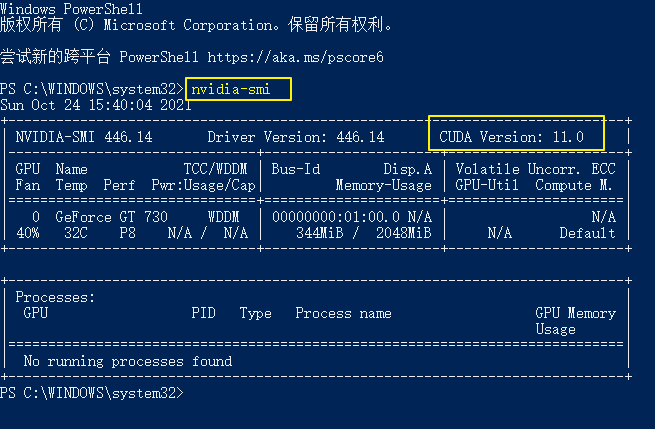 Windows PowerShell
版权所有 (C) Microsoft Corporation。保留所有权利。
尝试新的跨平台 PowerShell https://aka.ms/pscore6
PS C:\WINDOWS\system32> nvidia-smi
Sun Oct 24 15:40:04 2021
NVIDIA-SMI 446.14 Driver Version: 446.14 CUDA Version: 11.0
GPU Name TCC/WDDM | Bus-Id Disp.A | Volatile Uncorr. ECC
Fan Temp Perf Pwr:Usage/Cap| Memory-Usage | GPU-Util Compute M.
0 GeForce GT 730 WDDM | 00000000:01:00.0 N/A | N/A
40% 32C P8 N/A / N/A | 344MiB / 2048MiB | N/A Default
Processes:
GPU PID Type Process name GPU Memory
Usage
No running processes found
PS C:\WINDOWS\system32>